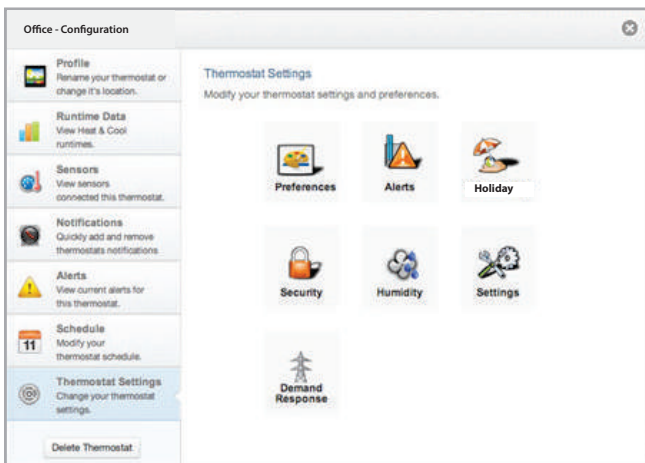 Office - Configuration
Profile
Rename your thermostat or
change it's location.
Runtime Data
View Heat & Cool
runtimes.
Sensors
View sensors
connected this thermostat.
Notifications
Quickly add and remove
thermostats notifications
Alerts
View current alerts for
this thermostat.
11
Schedule
Modify your
thermostat schedule.
Thermostat Settings
Change your thermostat
settings.
Delete Thermostat
Thermostat Settings
Modify your thermostat settings and preferences.
Preferences
Alerts
Holiday
Security
Humidity
Settings
Demand
Response